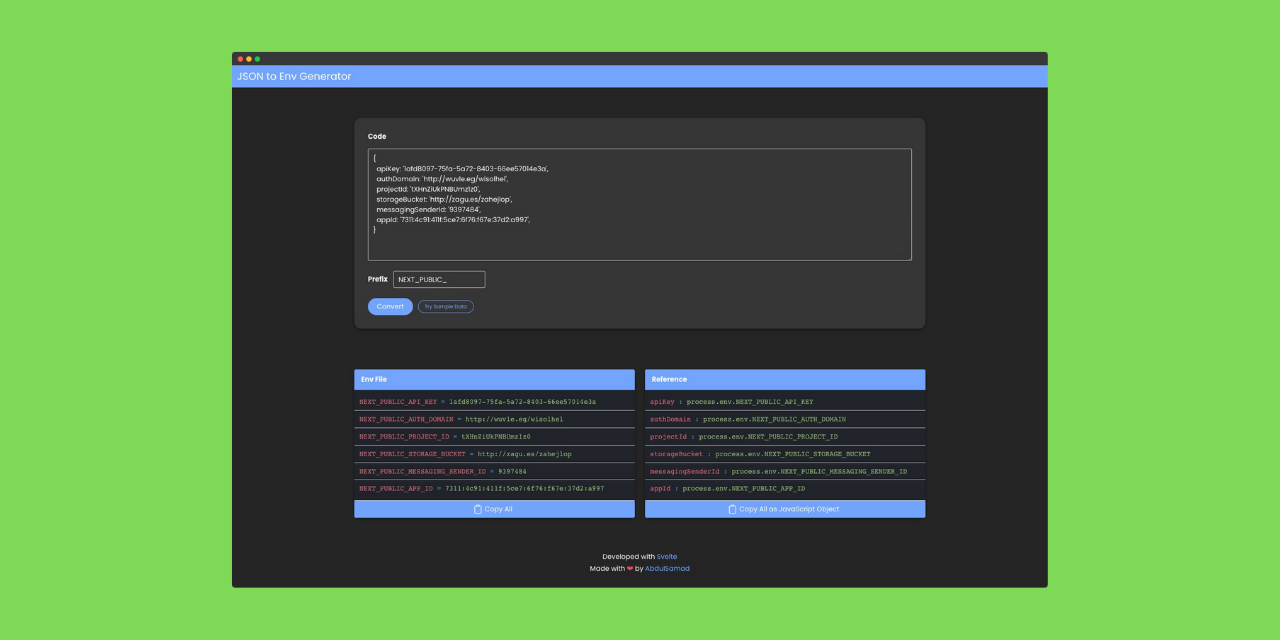 JSON to Env Generator
Code
{
apiKey: '1afd8097-75fa-5a72-8403-66ee57014e3a',
authDomain: 'http://wuvle.eg/wisolhel',
projectId: 'tXHnZiUkPNBUmz1z0',
storageBucket: 'http://zagu.es/zahejlop',
messagingSenderId: '9397484',
appId: '7311:4c91:411f:5ce7:6f76:f67e:37d2:a997',
}
Prefix NEXT_PUBLIC_
Convert Try Sample Data
Env File
NEXT_PUBLIC_API_KEY = 1afd8097-75fa-5a72-8403-66ee57014e3a
NEXT_PUBLIC_AUTH_DOMAIN = http://wuvle.eg/wisolhel
NEXT_PUBLIC_PROJECT_ID = tXHnZiUkPNBUmz1z0
NEXT_PUBLIC_STORAGE_BUCKET = http://zagu.es/zahejlop
NEXT_PUBLIC_MESSAGING_SENDER_ID = 9397484
NEXT_PUBLIC_APP_ID = 7311:4c91:411f:5ce7:6f76:f67e:37d2:a997
Copy All
Reference
apiKey : process.env.NEXT_PUBLIC_API_KEY
authDomain : process.env.NEXT_PUBLIC_AUTH_DOMAIN
projectId : process.env.NEXT_PUBLIC_PROJECT_ID
storageBucket : process.env.NEXT_PUBLIC_STORAGE_BUCKET
messagingSenderId : process.env.NEXT_PUBLIC_MESSAGING_SENDER_ID
appId : process.env.NEXT_PUBLIC_APP_ID
Copy All as JavaScript Object
Developed with Svelte
Made with ❤ by AbdulSamad